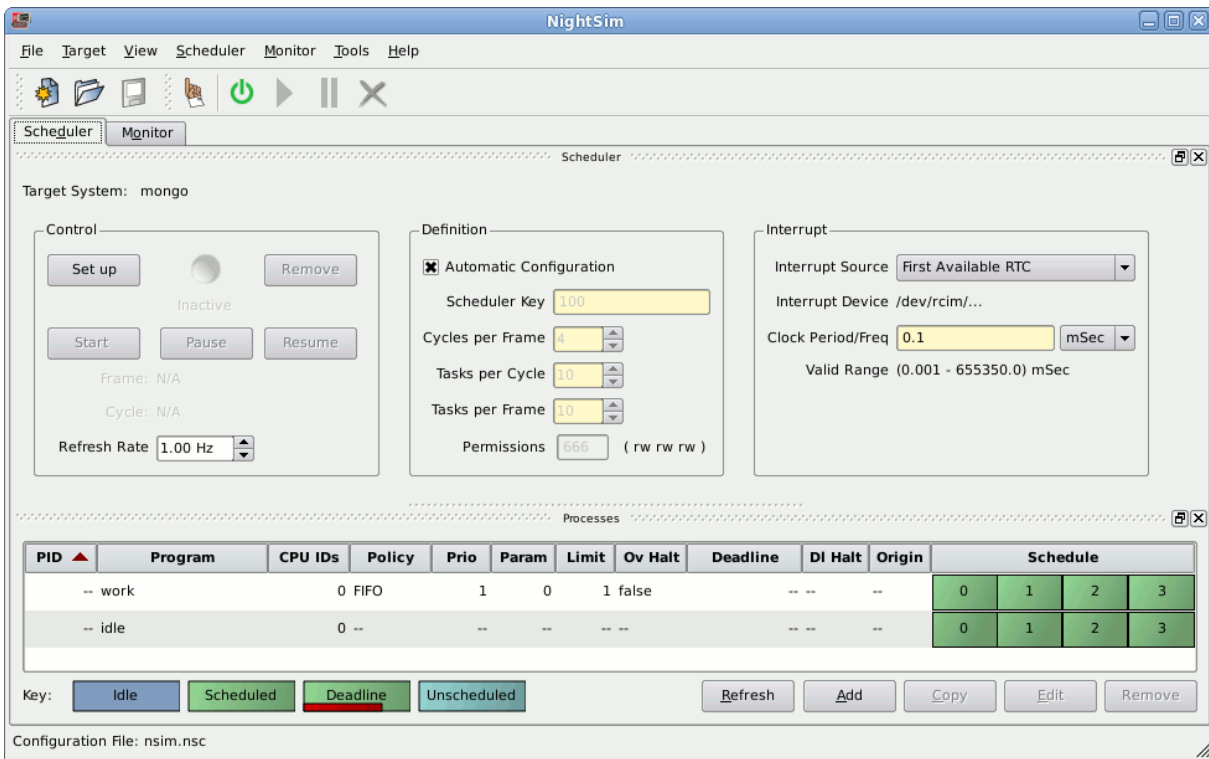 NightSim
File Target View Scheduler Monitor Tools Help
Scheduler Monitor
Scheduler
Target System: mongo
Control
Set up Remove
Inactive
Start Pause Resume
Frame: N/A
Cycle: N/A
Refresh Rate 1.00 Hz
Definition
Automatic Configuration
Scheduler Key 100
Cycles per Frame 4
Tasks per Cycle 10
Tasks per Frame 10
Permissions 666 ( rw rw rw )
Interrupt
Interrupt Source First Available RTC
Interrupt Device /dev/rcim/...
Clock Period/Freq 0.1 mSec
Valid Range (0.001 - 655350.0) mSec
Processes
PID Program CPU IDs Policy Prio Param Limit Ov Halt Deadline Dl Halt Origin Schedule
-- work 0 FIFO 1 0 1 false -- -- -- 0 1 2 3
-- idle 0 -- -- -- -- -- -- -- -- 0 1 2 3
Key: Idle Scheduled Deadline Unscheduled Refresh Add Copy Edit Remove
Configuration File: nsim.nsc